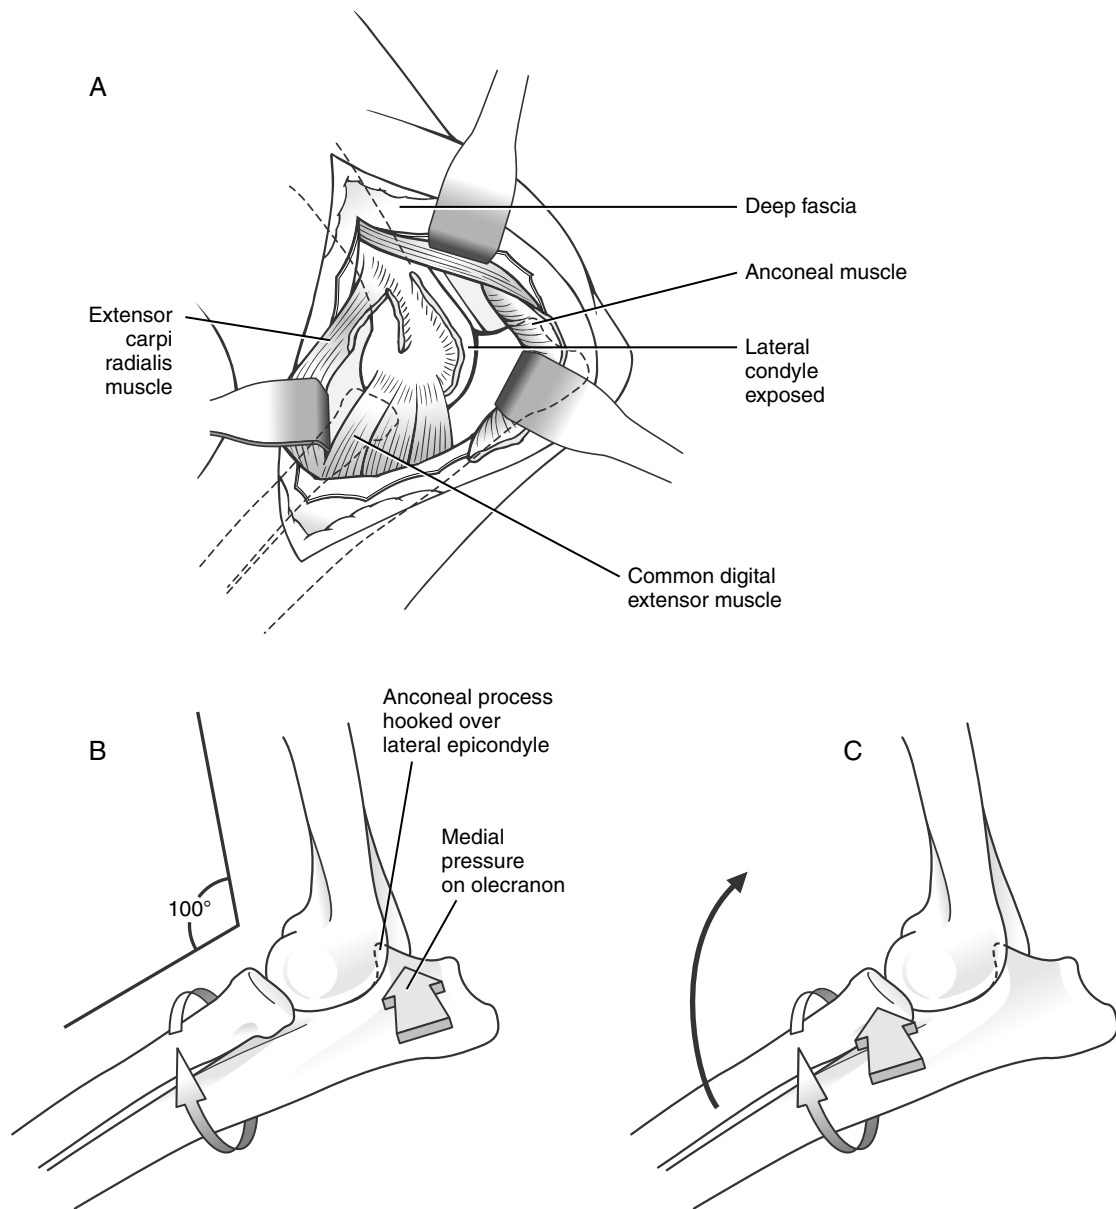 A
Deep fascia
Anconeal muscle
Extensor
carpi
radialis
muscle
Lateral
condyle
exposed
Common digital
extensor muscle
B
Anconeal process
hooked over
lateral epicondyle
Medial
pressure
on olecranon
100°
C